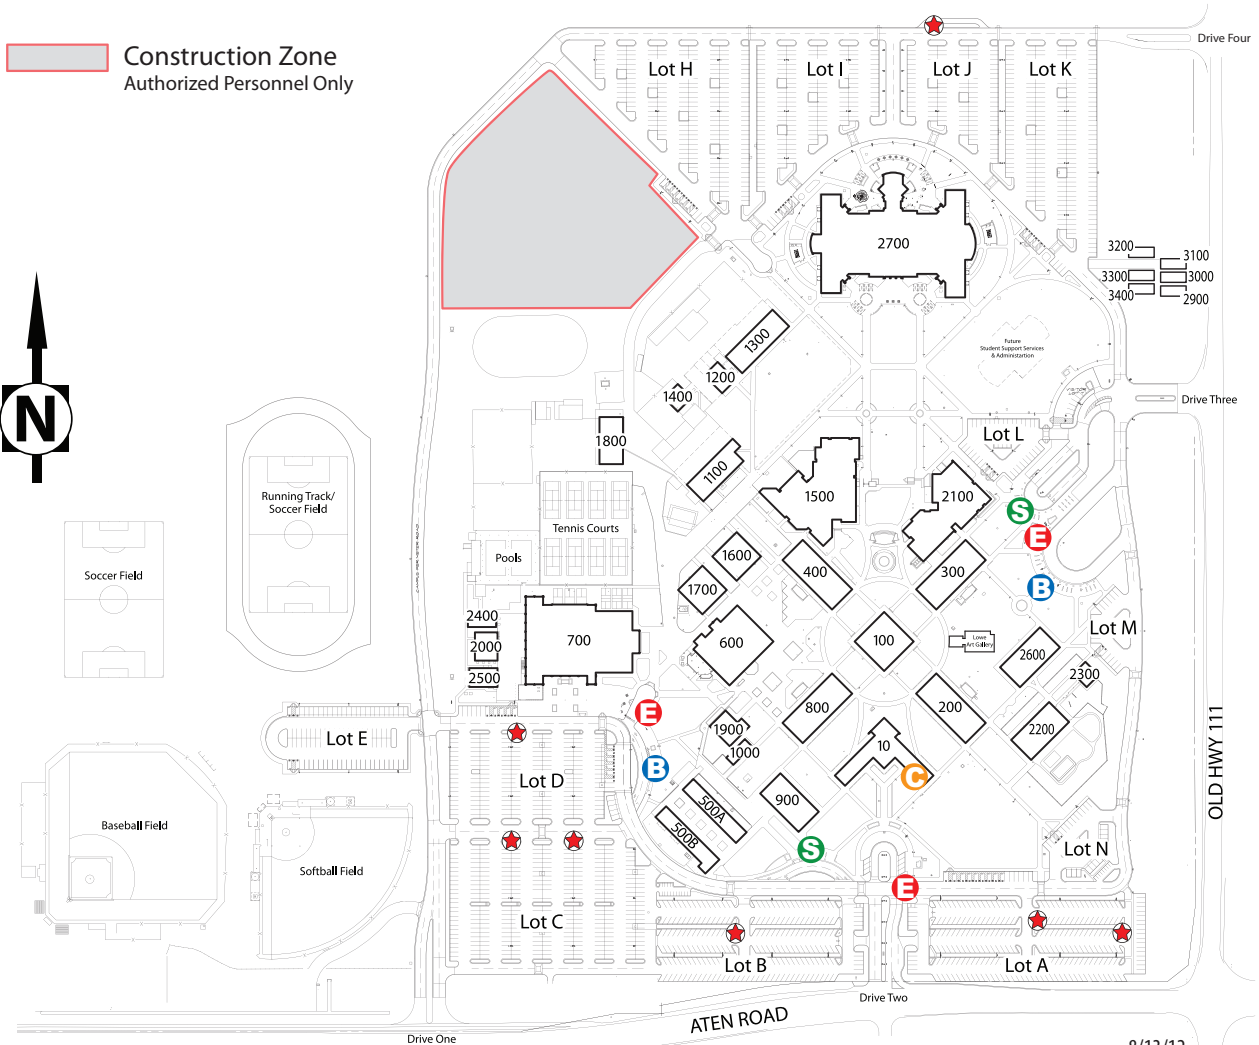 Construction Zone
Authorized Personnel Only
Drive Four
Lot H
Lot I
Lot J
Lot K
2700
3200
3100
3300
3000
3400
2900
N
1300
1200
1400
Future
Student Support Services
& Administartion
Drive Three
1800
1100
Lot L
1500
2100
S
E
B
Running Track/
Soccer Field
Tennis Courts
Pools
Soccer Field
1600
1700
400
300
2400
2000
2500
700
600
100
Lowe
Art Gallery
2600
Lot M
2300
E
B
800
200
2200
1900
1000
10
C
Lot E
Lot D
500A
500B
900
S
OLD HWY 111
Baseball Field
Softball Field
Lot N
E
Lot C
Lot B
Lot A
Drive Two
ATEN ROAD
Drive One
8/13/12